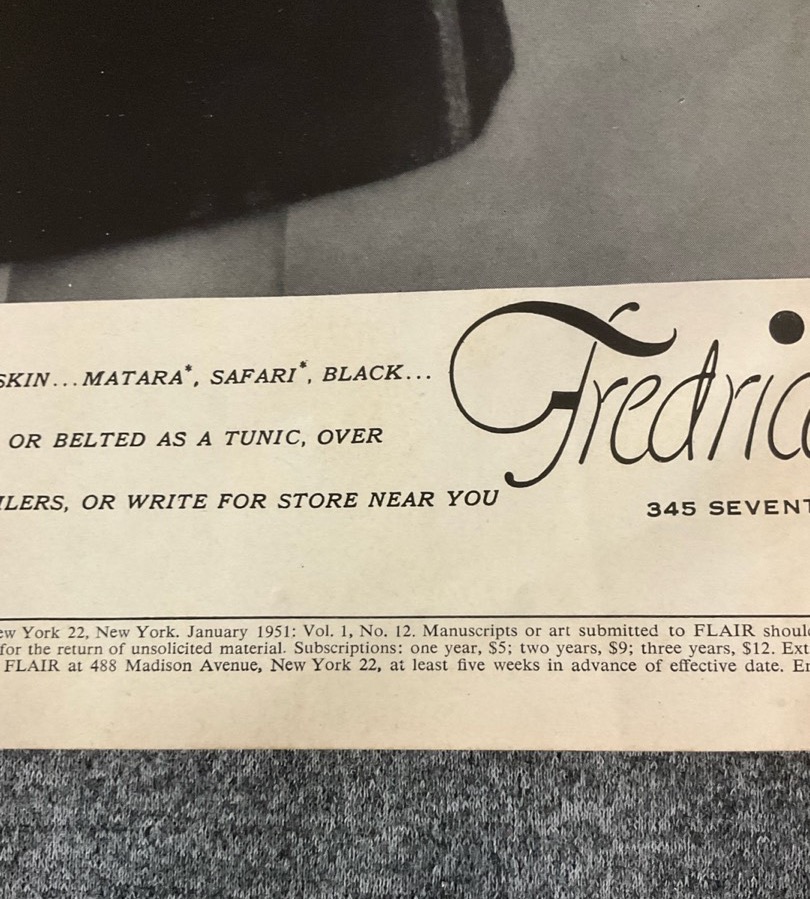 SKIN...MATARA*, SAFARI*, BLACK...
OR BELTED AS A TUNIC, OVER
ILERS, OR WRITE FOR STORE NEAR YOU
Fredric
345 SEVENT
ew York 22, New York. January 1951: Vol. 1, No. 12. Manuscripts or art submitted to FLAIR shoul
for the return of unsolicited material. Subscriptions: one year, $5; two years, $9; three years, $12. Ext
FLAIR at 488 Madison Avenue, New York 22, at least five weeks in advance of effective date. En